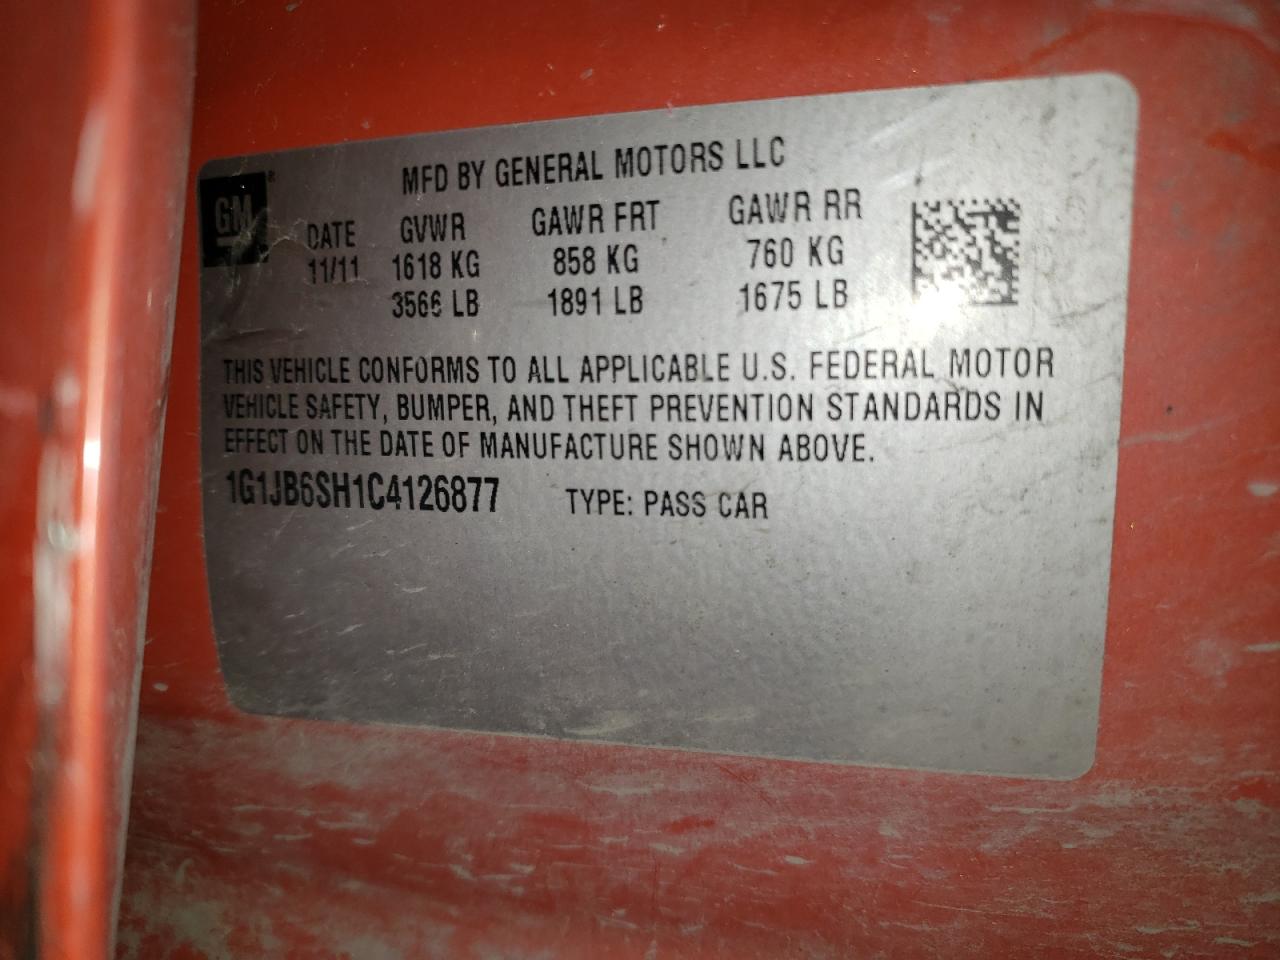 MFD BY GENERAL MOTORS LLC
GM®
DATE GVWR GAWR FRT GAWR RR
11/11 1618 KG 858 KG 760 KG
3566 LB 1891 LB 1675 LB
THIS VEHICLE CONFORMS TO ALL APPLICABLE U.S. FEDERAL MOTOR
VEHICLE SAFETY, BUMPER, AND THEFT PREVENTION STANDARDS IN
EFFECT ON THE DATE OF MANUFACTURE SHOWN ABOVE.
1G1JB6SH1C4126877 TYPE: PASS CAR